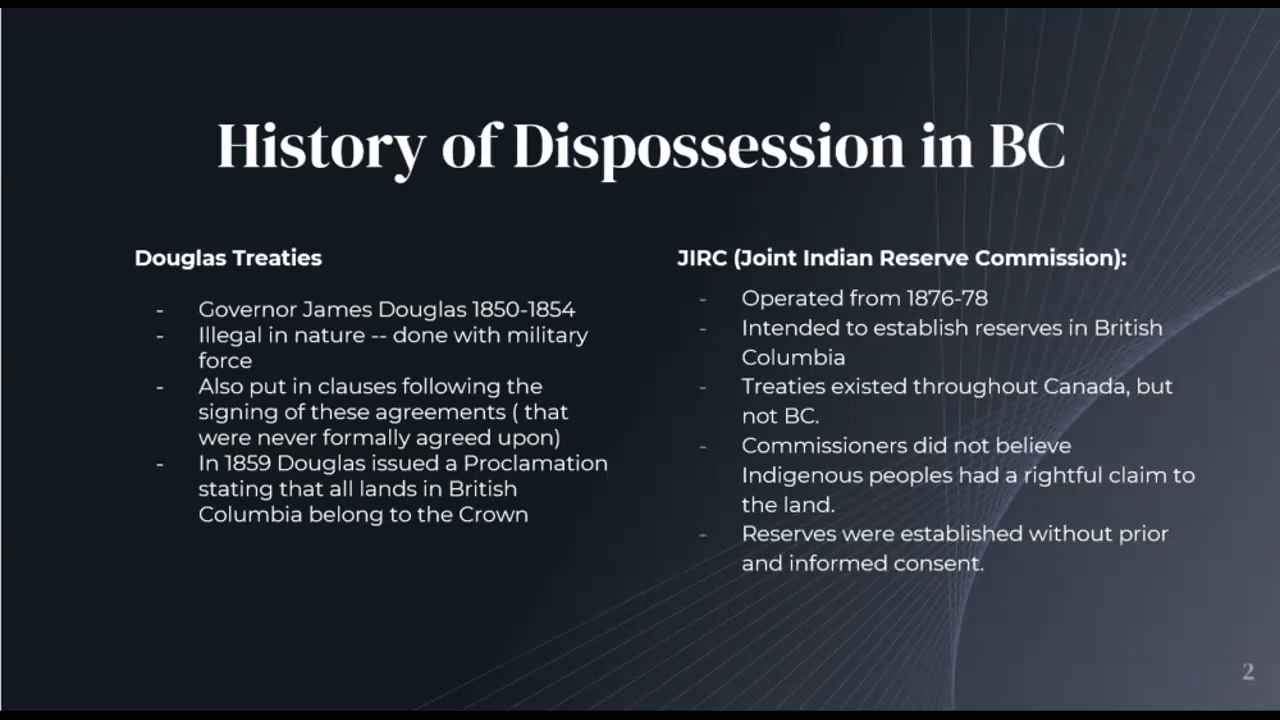 History of Dispossession in BC
Douglas Treaties
- Governor James Douglas 1850-1854
- Illegal in nature -- done with military
force
- Also put in clauses following the
signing of these agreements ( that
were never formally agreed upon)
- In 1859 Douglas issued a Proclamation
stating that all lands in British
Columbia belong to the Crown
JIRC (Joint Indian Reserve Commission):
- Operated from 1876-78
- Intended to establish reserves in British
Columbia
- Treaties existed throughout Canada, but
not BC.
- Commissioners did not believe
Indigenous peoples had a rightful claim to
the land.
- Reserves were established without prior
and informed consent.
2